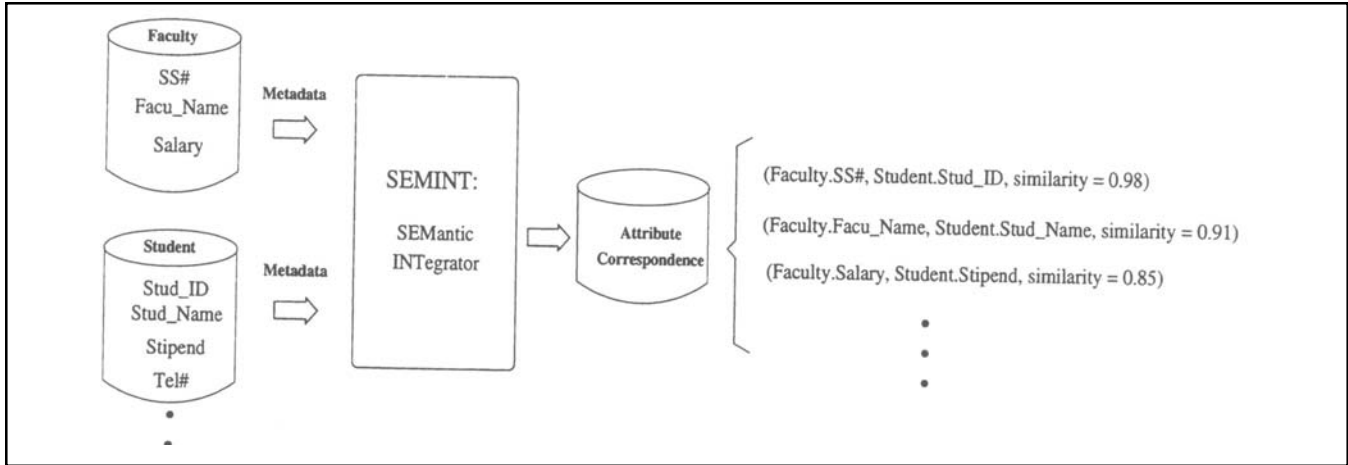 Faculty
SS#
Facu_Name
Salary
Metadata
Student
Stud_ID
Stud_Name
Stipend
Tel#
Metadata
SEMINT:
SEMantic
INTegrator
Attribute
Correspondence
(Faculty.SS#, Student.Stud_ID, similarity = 0.98)
(Faculty.Facu_Name, Student.Stud_Name, similarity = 0.91)
(Faculty.Salary, Student.Stipend, similarity = 0.85)